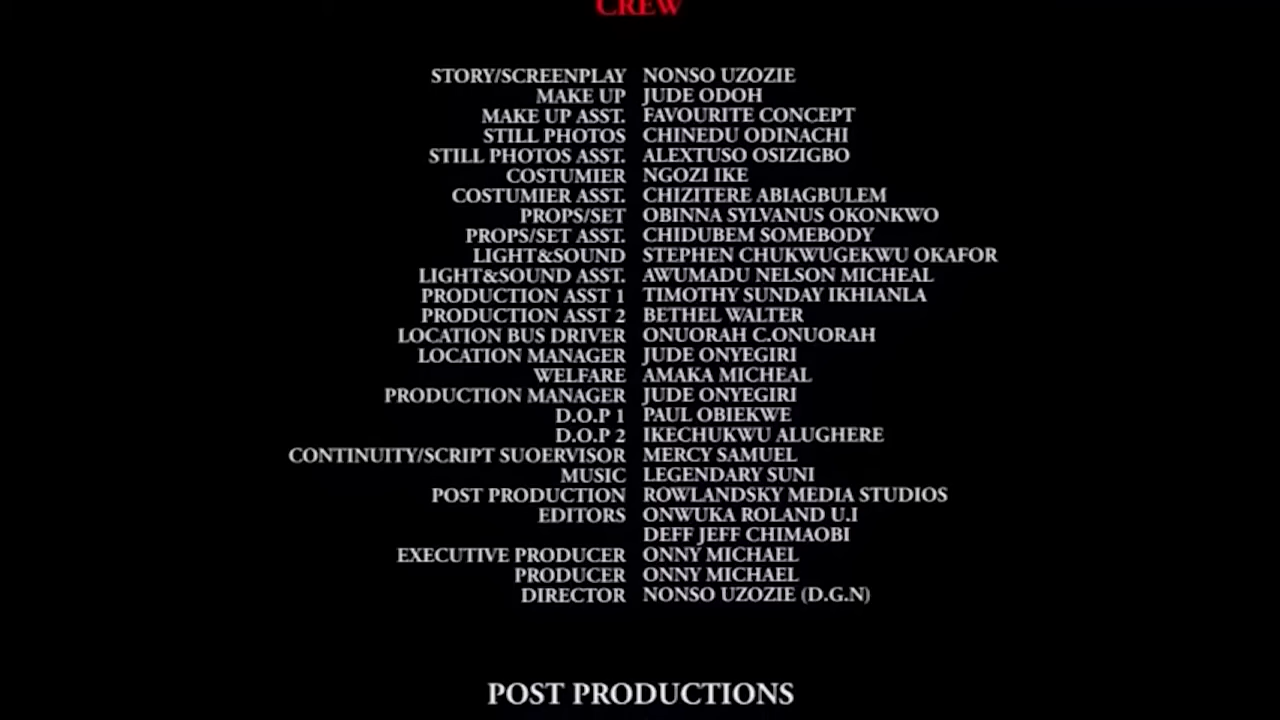 CREW
STORY/SCREENPLAY NONSO UZOZIE
MAKE UP JUDE ODOH
MAKE UP ASST. FAVOURITE CONCEPT
STILL PHOTOS CHINEDU ODINACHI
STILL PHOTOS ASST. ALEXTUSO OSIZIGBO
COSTUMIER NGOZI IKE
COSTUMIER ASST. CHIZITERE ABIAGBULEM
PROPS/SET OBINNA SYLVANUS OKONKWO
PROPS/SET ASST. CHIDUBEM SOMEBODY
LIGHT&SOUND STEPHEN CHUKWUGEKWU OKAFOR
LIGHT&SOUND ASST. AWUMADU NELSON MICHEAL
PRODUCTION ASST 1 TIMOTHY SUNDAY IKHIANLA
PRODUCTION ASST 2 BETHEL WALTER
LOCATION BUS DRIVER ONUORAH C.ONUORAH
LOCATION MANAGER JUDE ONYEGIRI
WELFARE AMAKA MICHEAL
PRODUCTION MANAGER JUDE ONYEGIRI
D.O.P 1 PAUL OBIEKWE
D.O.P 2 IKECHUKWU ALUGHERE
CONTINUITY/SCRIPT SUOERVISOR MERCY SAMUEL
MUSIC LEGENDARY SUNI
POST PRODUCTION ROWLANDSKY MEDIA STUDIOS
EDITORS ONWUKA ROLAND U.I
DEFF JEFF CHIMAOBI
EXECUTIVE PRODUCER ONNY MICHAEL
PRODUCER ONNY MICHAEL
DIRECTOR NONSO UZOZIE (D.G.N)
POST PRODUCTIONS